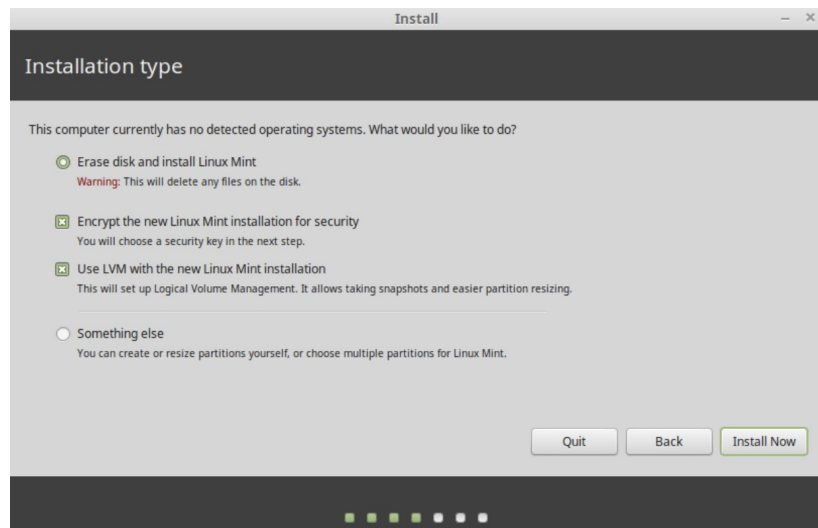 Install
Installation type
This computer currently has no detected operating systems. What would you like to do?
Erase disk and install Linux Mint
Warning: This will delete any files on the disk.
Encrypt the new Linux Mint installation for security
You will choose a security key in the next step.
Use LVM with the new Linux Mint installation
This will set up Logical Volume Management. It allows taking snapshots and easier partition resizing.
Something else
You can create or resize partitions yourself, or choose multiple partitions for Linux Mint.
Quit Back Install Now